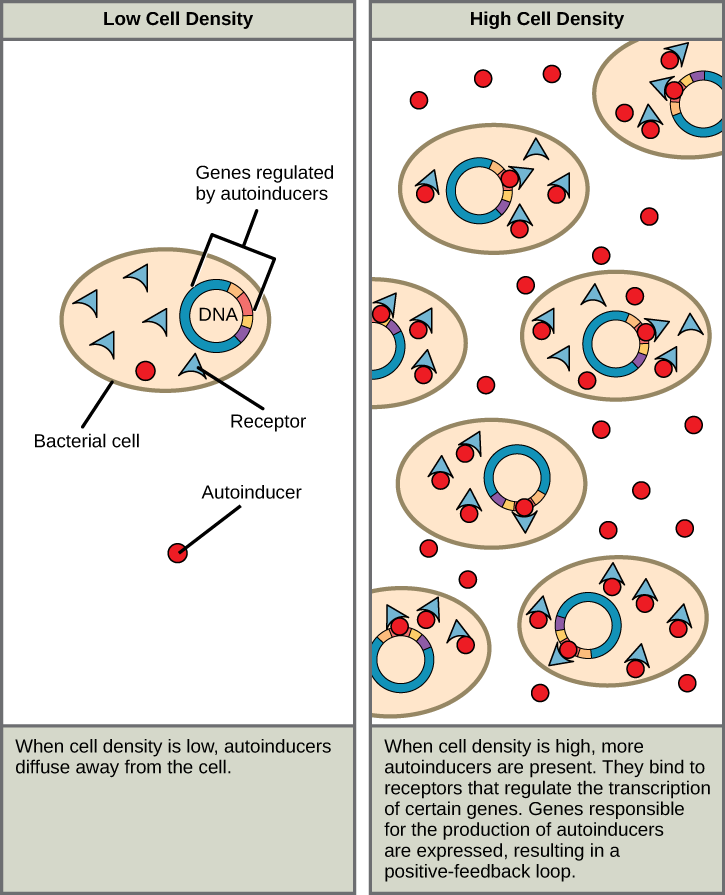 Low Cell Density
Genes regulated
by autoinducers
DNA
Receptor
Bacterial cell
Autoinducer
When cell density is low, autoinducers
diffuse away from the cell.
High Cell Density
When cell density is high, more
autoinducers are present. They bind to
receptors that regulate the transcription
of certain genes. Genes responsible
for the production of autoinducers
are expressed, resulting in a
positive-feedback loop.